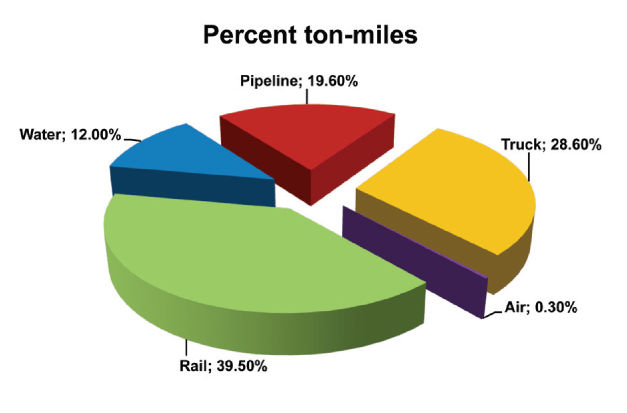 Percent ton-miles
Pipeline; 19.60%
Water; 12.00%
Truck; 28.60%
Air; 0.30%
Rail; 39.50%